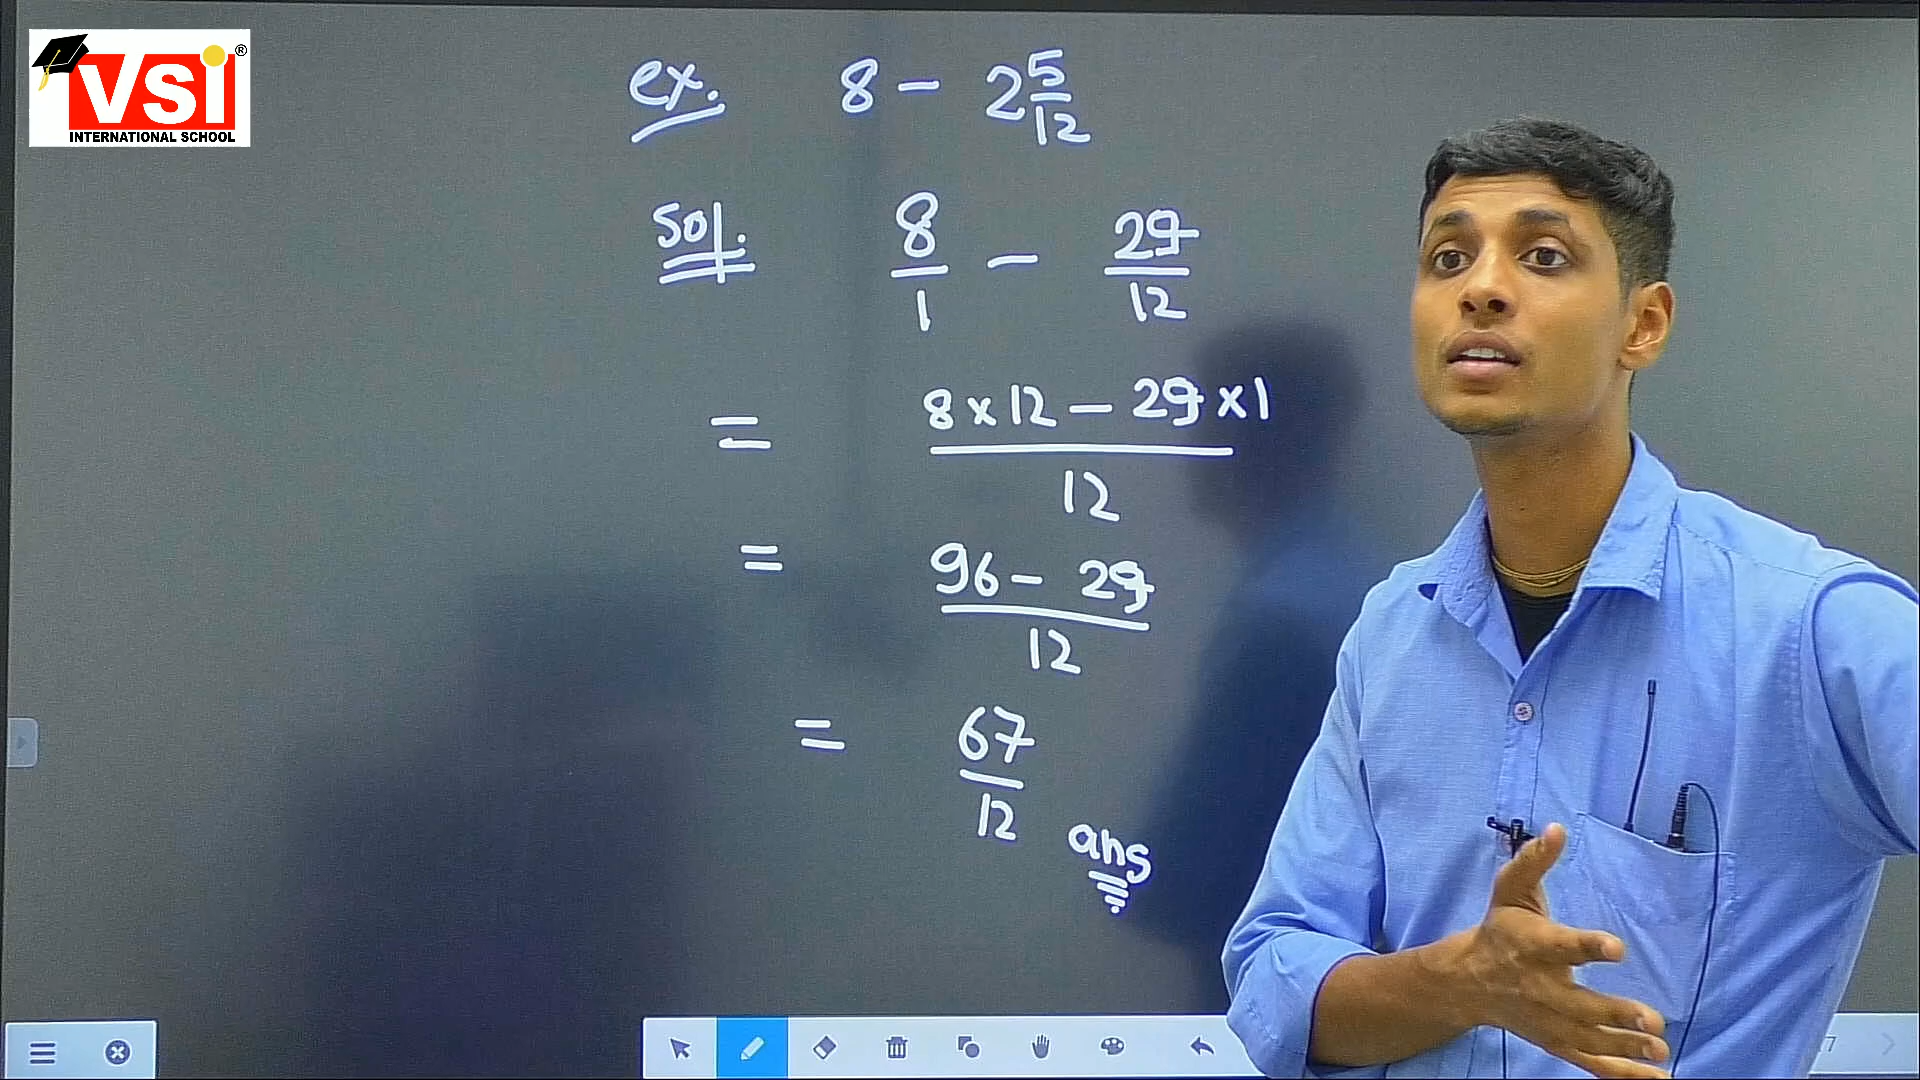 VSI®
INTERNATIONAL SCHOOL
ex. 8 - 2 5/12
Sol. 8/1 - 29/12
= 8 x 12 - 29 x 1 / 12
= 96 - 29 / 12
= 67/12
ans